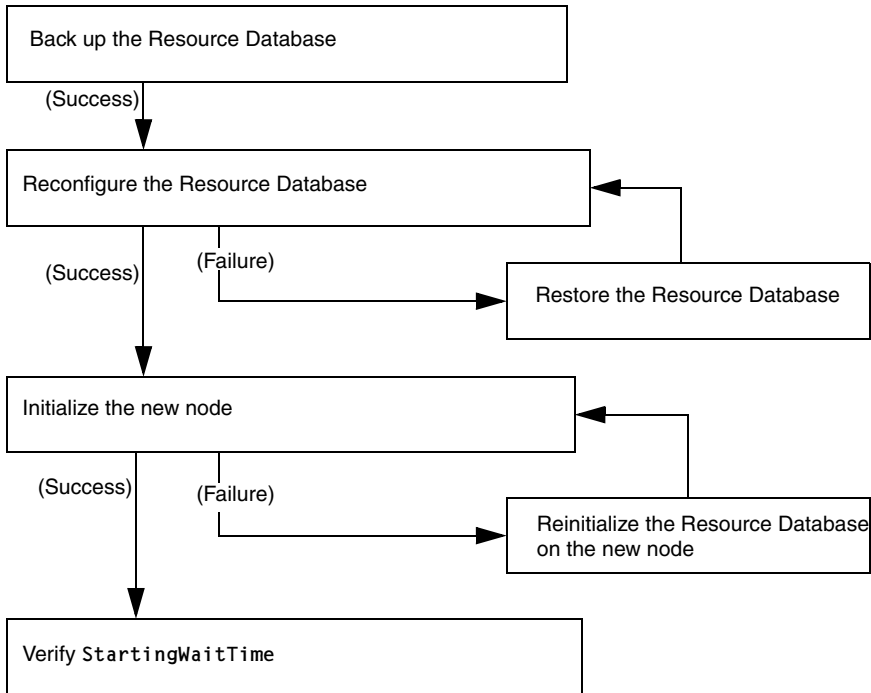 Back up the Resource Database
(Success)
Reconfigure the Resource Database
(Success)
(Failure)
Restore the Resource Database
Initialize the new node
(Success)
(Failure)
Reinitialize the Resource Database
on the new node
Verify StartingWaitTime